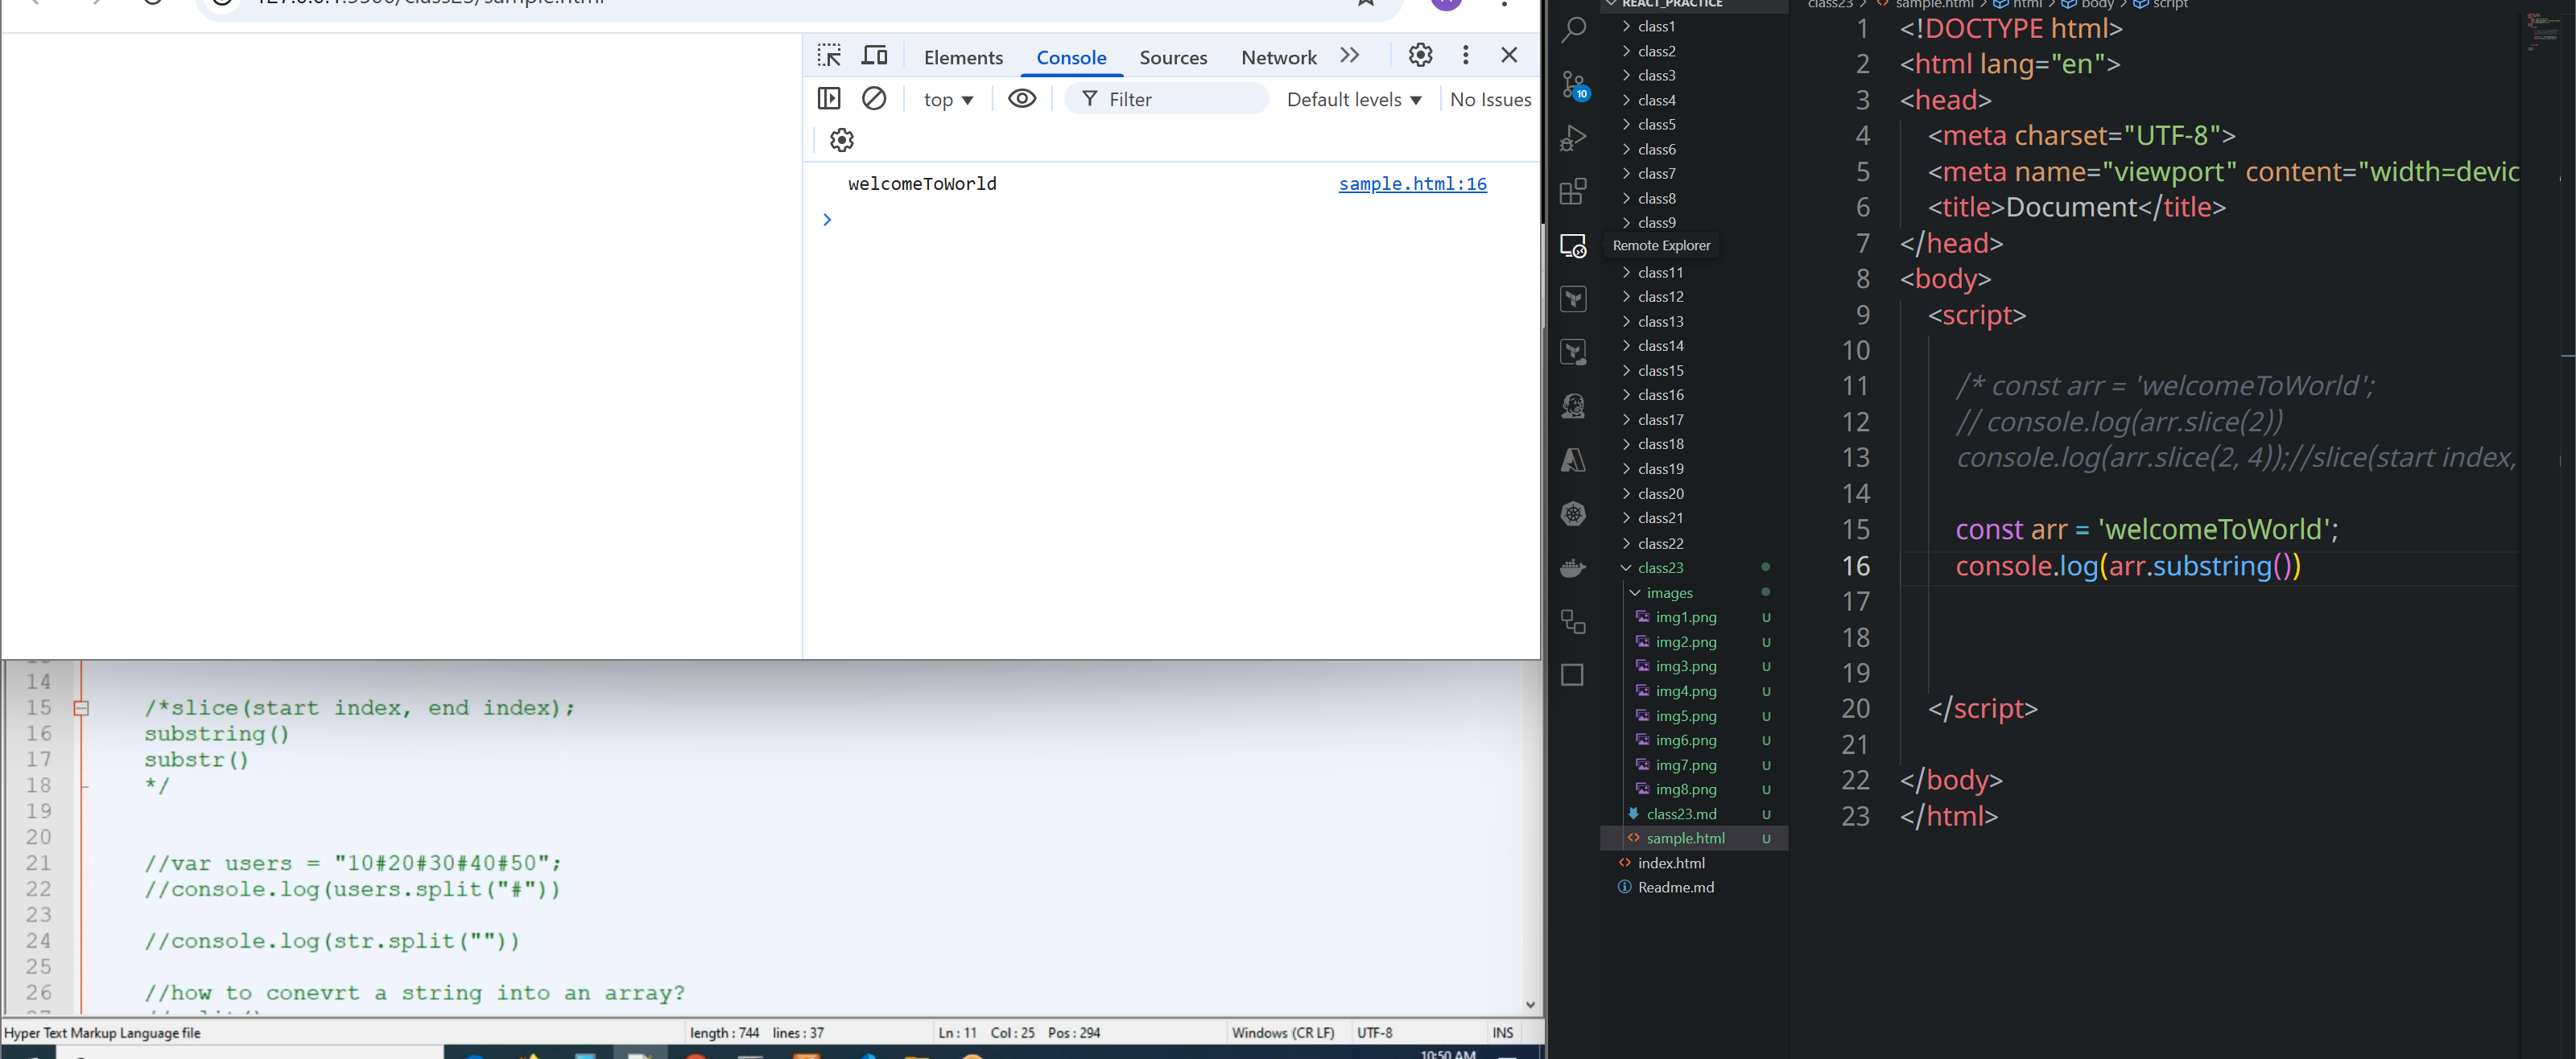 Elements Console Sources Network
top Filter Default levels No Issues
welcomeToWorld sample.html:16
14
15 /*slice(start index, end index);
16 substring()
17 substr()
18 */
19
20
21 //var users = "10#20#30#40#50";
22 //console.log(users.split("#"))
23
24 //console.log(str.split(""))
25
26 //how to conevrt a string into an array?
Hyper Text Markup Language file length : 744 lines : 37 Ln : 11 Col : 25 Pos : 294 Windows (CR LF) UTF-8 INS
10:50 AM
10
REACT_PRACTICE
class1
class2
class3
class4
class5
class6
class7
class8
class9
Remote Explorer
class11
class12
class13
class14
class15
class16
class17
class18
class19
class20
class21
class22
class23
images
img1.png U
img2.png U
img3.png U
img4.png U
img5.png U
img6.png U
img7.png U
img8.png U
class23.md U
sample.html U
index.html
Readme.md
class23 > sample.html > html > body > script
1 <!DOCTYPE html>
2 <html lang="en">
3 <head>
4 <meta charset="UTF-8">
5 <meta name="viewport" content="width=devic
6 <title>Document</title>
7 </head>
8 <body>
9 <script>
10
11 /* const arr = 'welcomeToWorld';
12 // console.log(arr.slice(2))
13 console.log(arr.slice(2, 4));//slice(start index,
14
15 const arr = 'welcomeToWorld';
16 console.log(arr.substring())
17
18
19
20 </script>
21
22 </body>
23 </html>